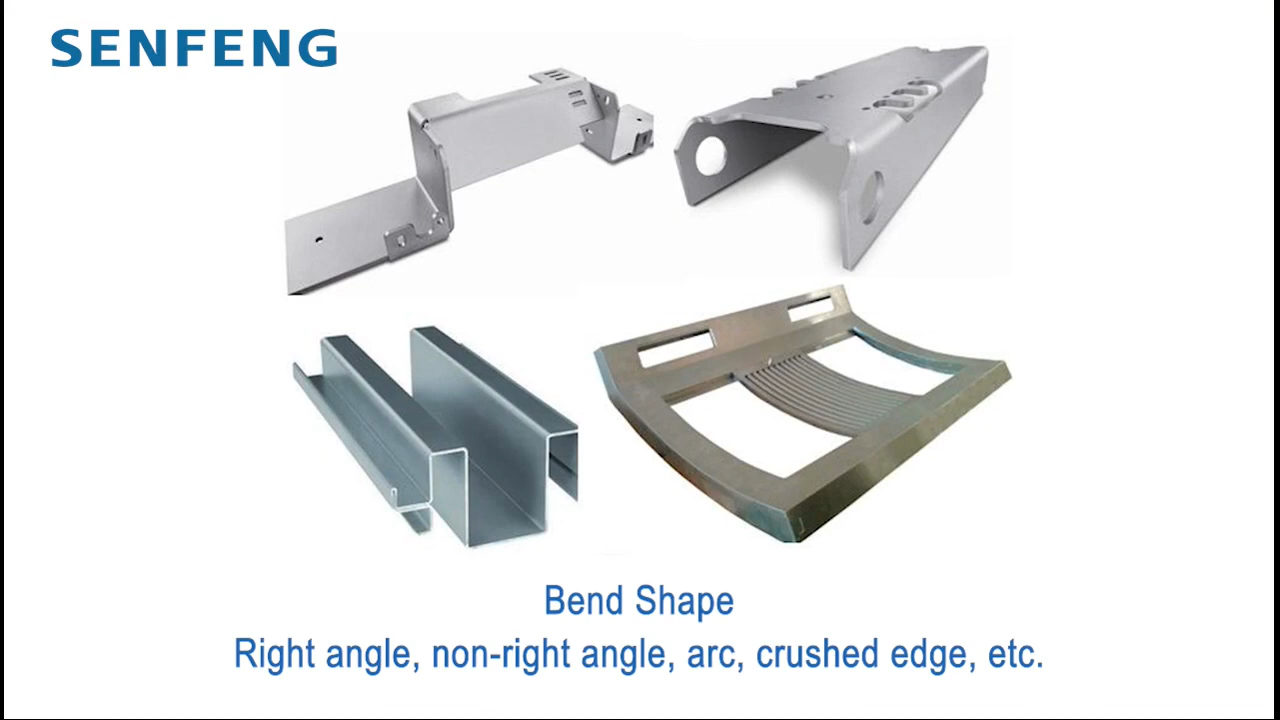 SENFENG
Bend Shape
Right angle, non-right angle, arc, crushed edge, etc.